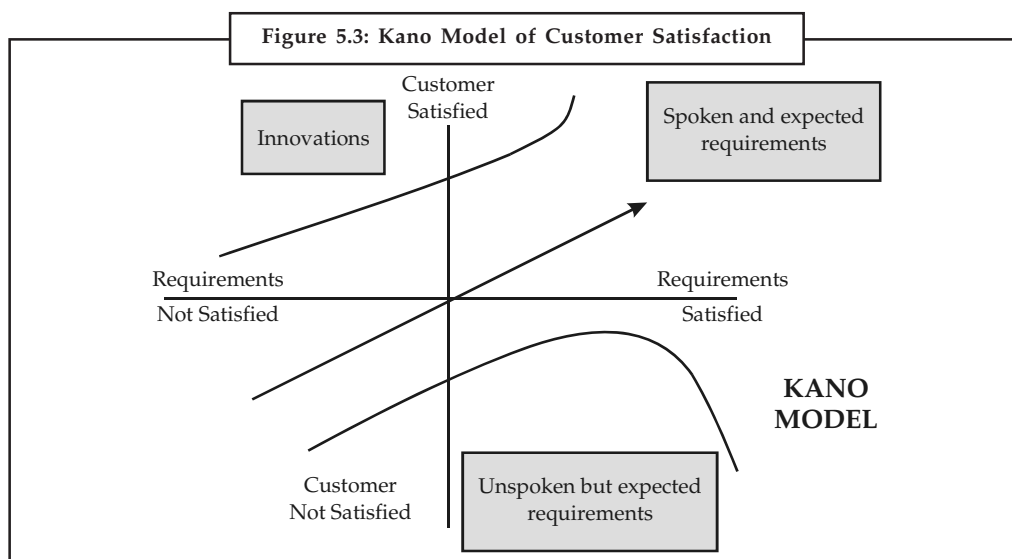 Figure 5.3: Kano Model of Customer Satisfaction
Customer
Satisfied
Innovations
Spoken and expected
requirements
Requirements
Not Satisfied
Requirements
Satisfied
KANO
MODEL
Customer
Not Satisfied
Unspoken but expected
requirements